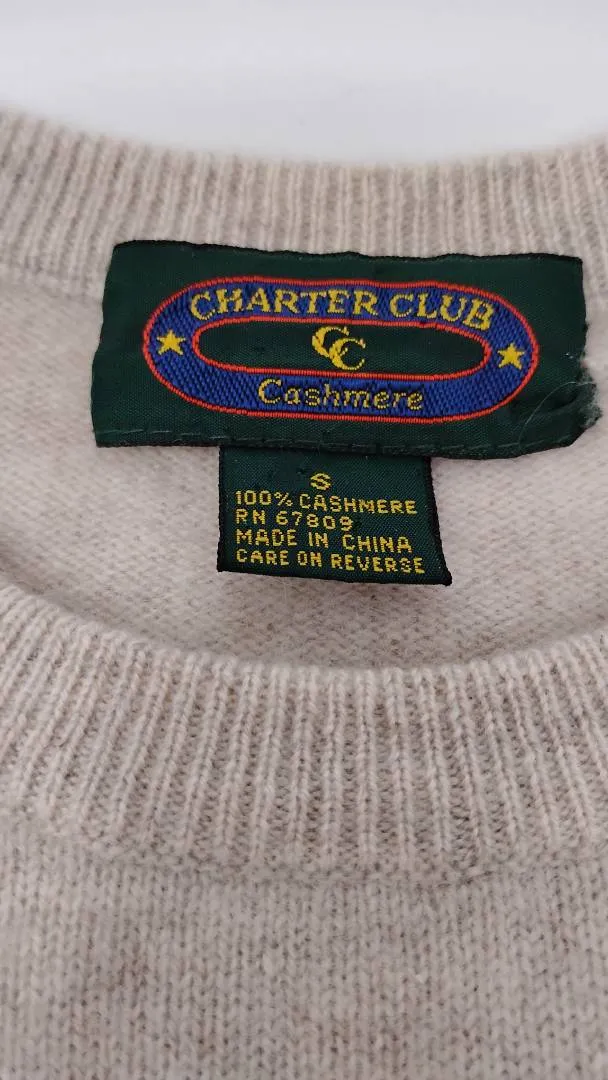 CHARTER CLUB
CC
Cashmere
S
100% CASHMERE
RN 67809
MADE IN CHINA
CARE ON REVERSE